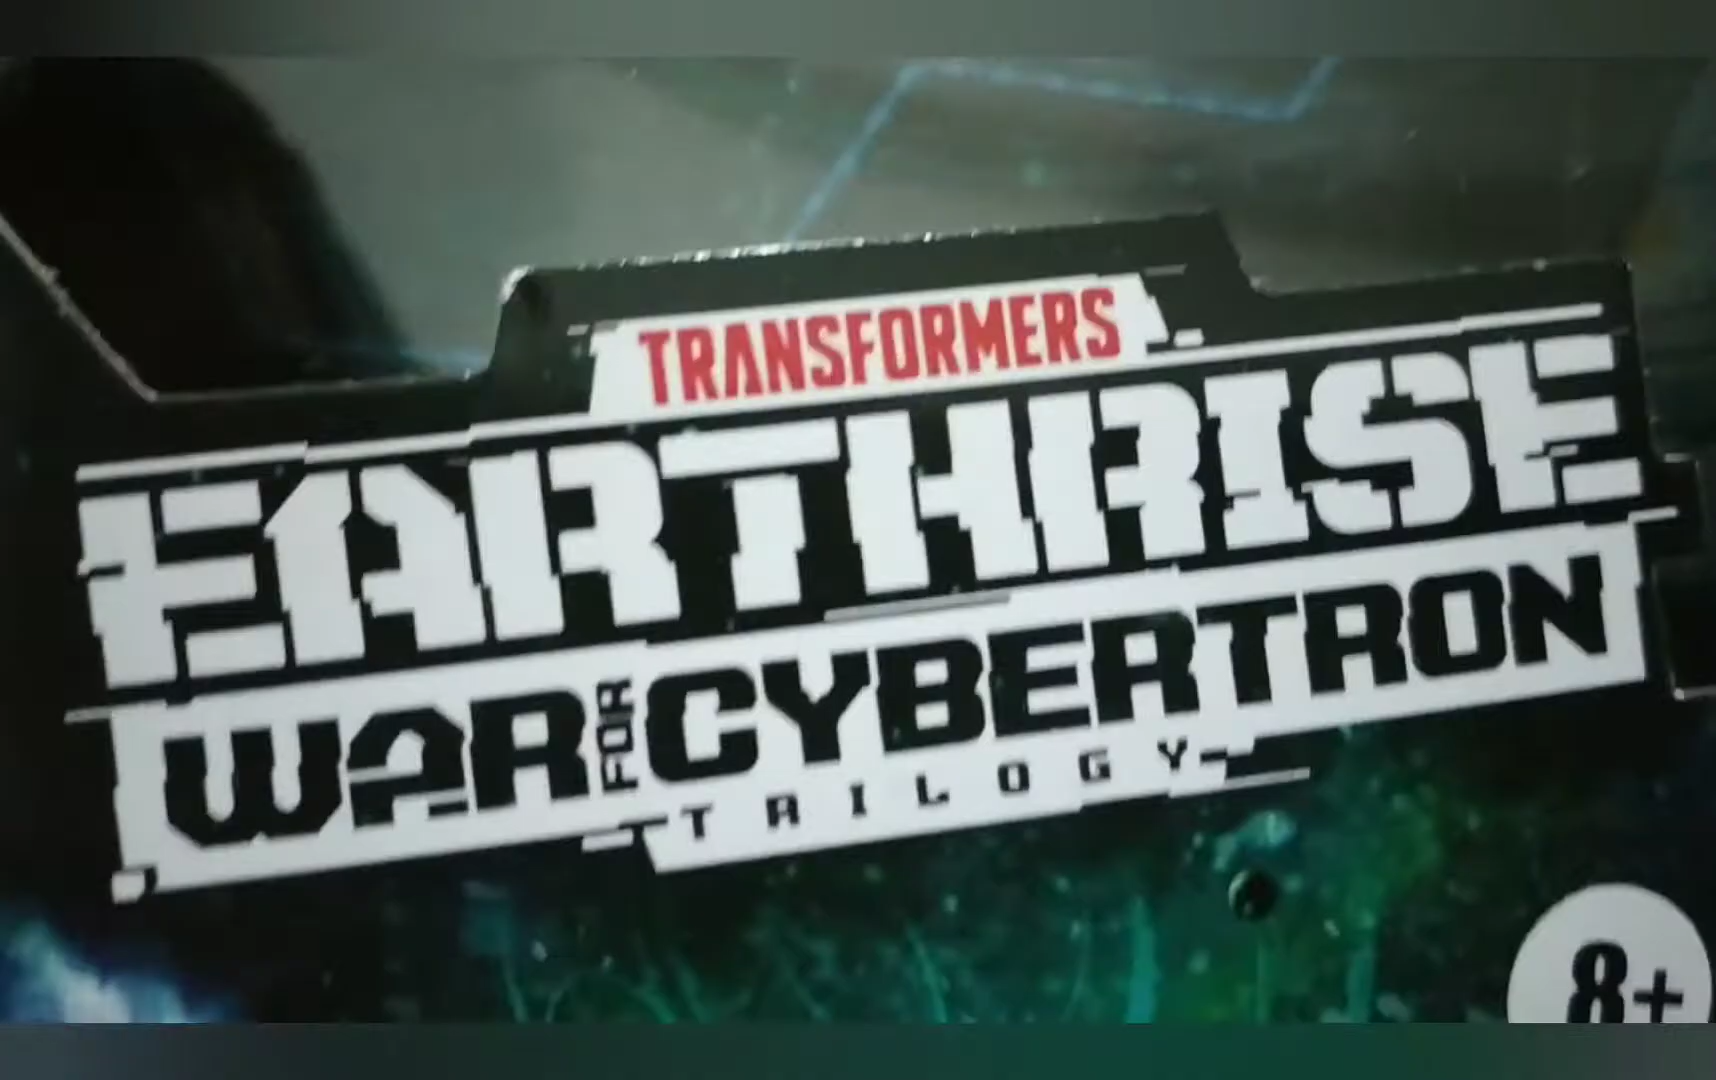 TRANSFORMERS
EARTHRISE
WAR FOR CYBERTRON
TRILOGY
8+